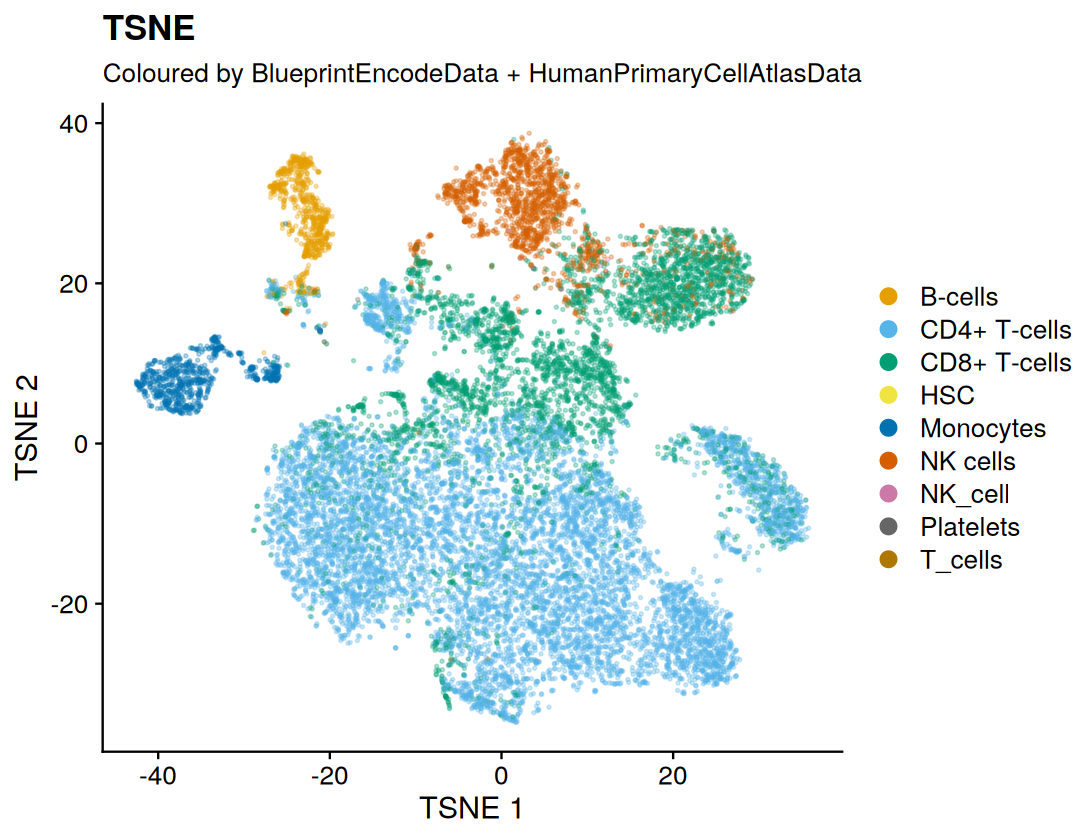 TSNE
Coloured by BlueprintEncodeData + HumanPrimaryCellAtlasData
40
20
0
-20
TSNE 2
-40
-20
0
20
TSNE 1
B-cells
CD4+ T-cells
CD8+ T-cells
HSC
Monocytes
NK cells
NK_cell
Platelets
T_cells